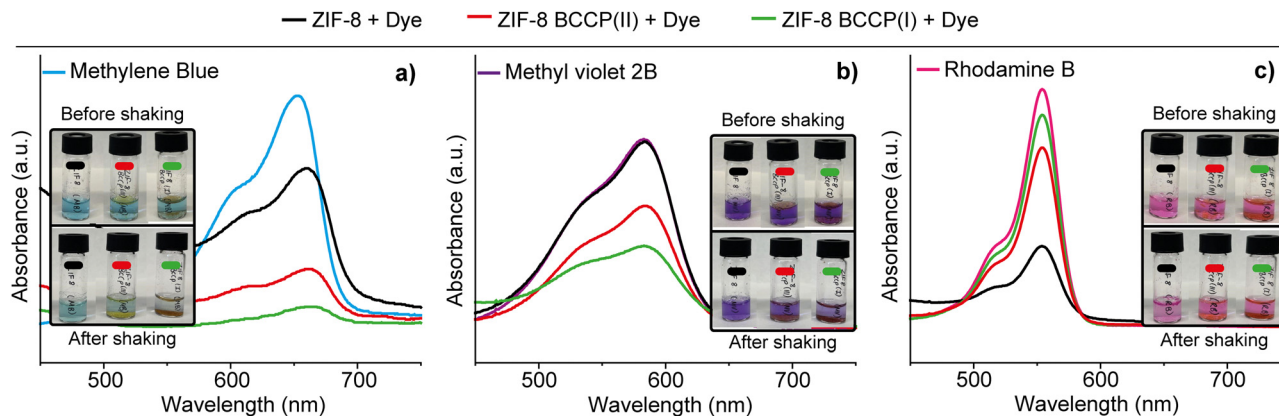 ZIF-8 + Dye ZIF-8 BCCP(II) + Dye ZIF-8 BCCP(I) + Dye
Methylene Blue a)
Before shaking
After shaking
Absorbance (a.u.)
500 600 700
Wavelength (nm)
Methyl violet 2B b)
Before shaking
After shaking
Absorbance (a.u.)
500 600 700
Wavelength (nm)
Rhodamine B c)
Before shaking
After shaking
Absorbance (a.u.)
500 600 700
Wavelength (nm)